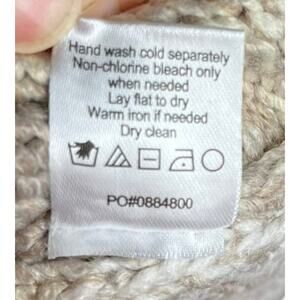 Hand wash cold separately
Non-chlorine bleach only
when needed
Lay flat to dry
Warm iron if needed
Dry clean
PO#0884800